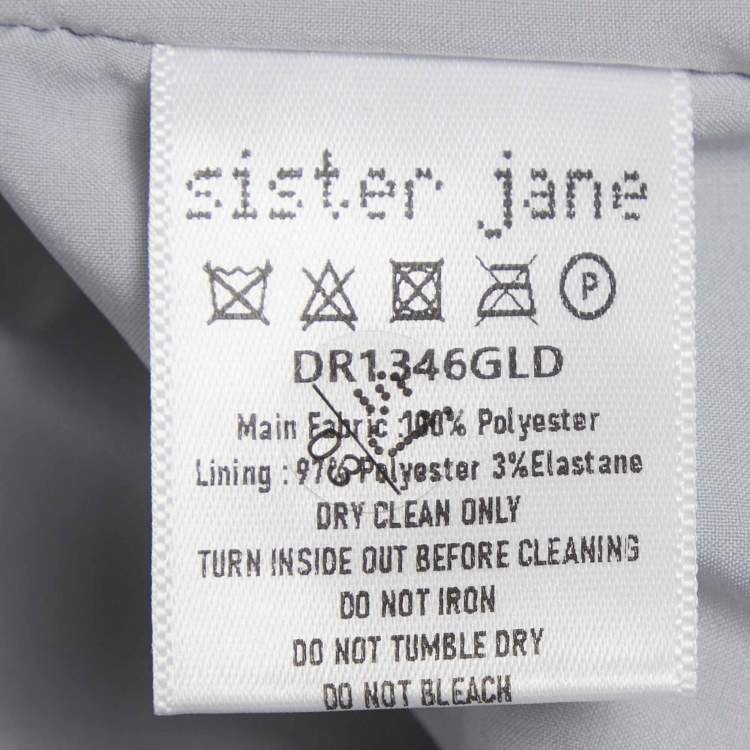 sister jane
P
DR1346GLD
Main Fabric :100% Polyester
Lining : 97% Polyester 3%Elastane
DRY CLEAN ONLY
TURN INSIDE OUT BEFORE CLEANING
DO NOT IRON
DO NOT TUMBLE DRY
DO NOT BLEACH